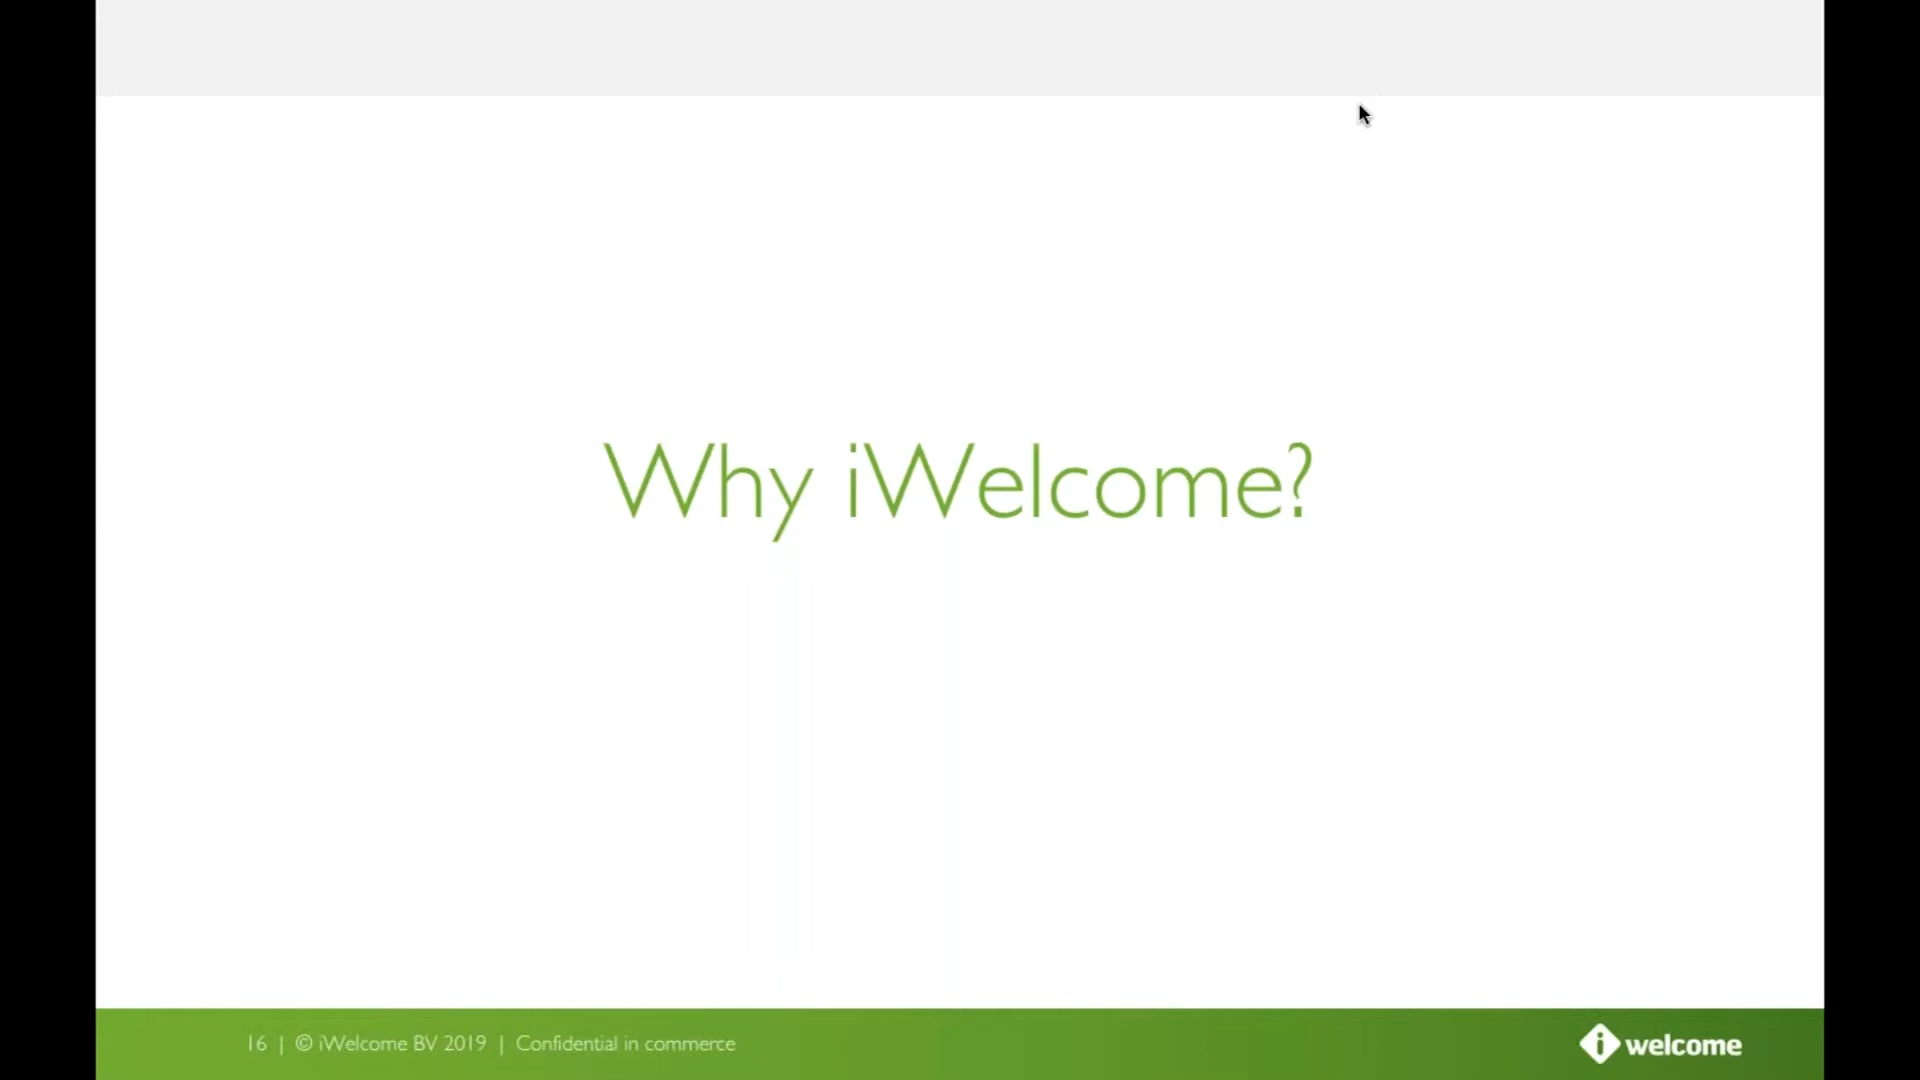 Why iWelcome?
16 | © iWelcome BV 2019 | Confidential in commerce
i welcome